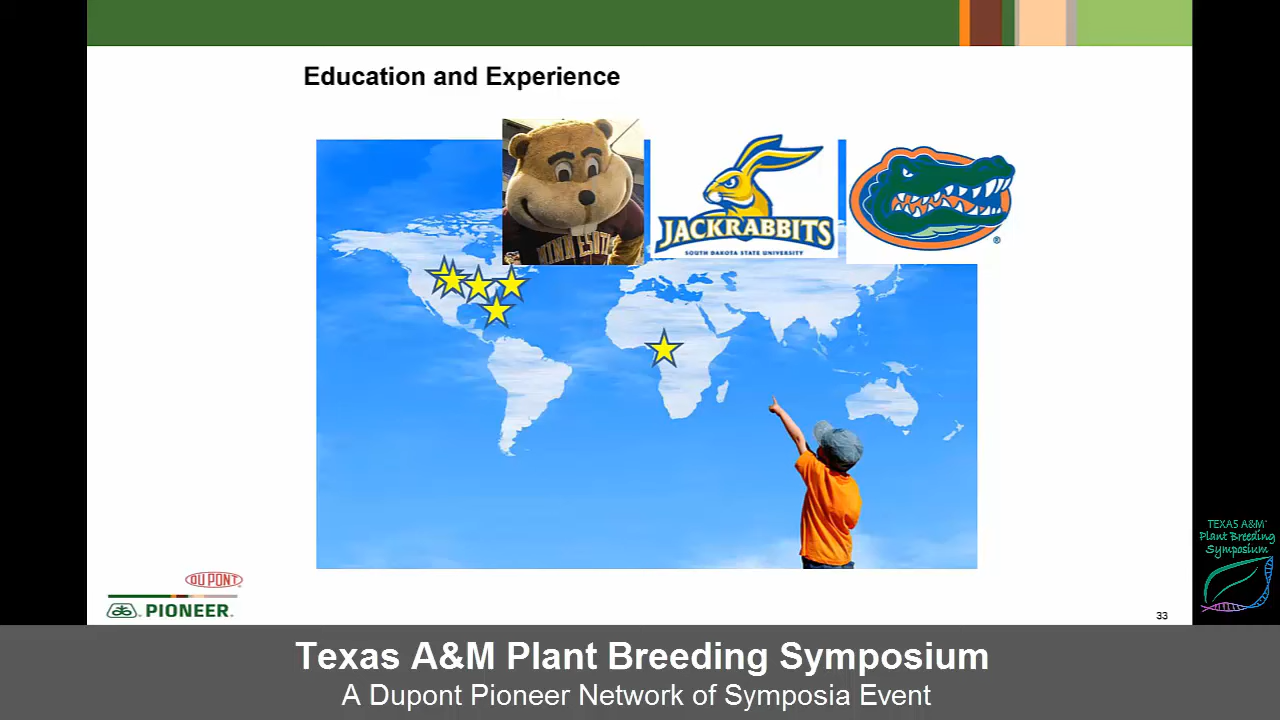 Education and Experience
MINNESOTA
JACKRABBITS
SOUTH DAKOTA STATE UNIVERSITY
®
TEXAS A&M
Plant Breeding
Symposium
DUPONT
PIONEER
33
Texas A&M Plant Breeding Symposium
A Dupont Pioneer Network of Symposia Event